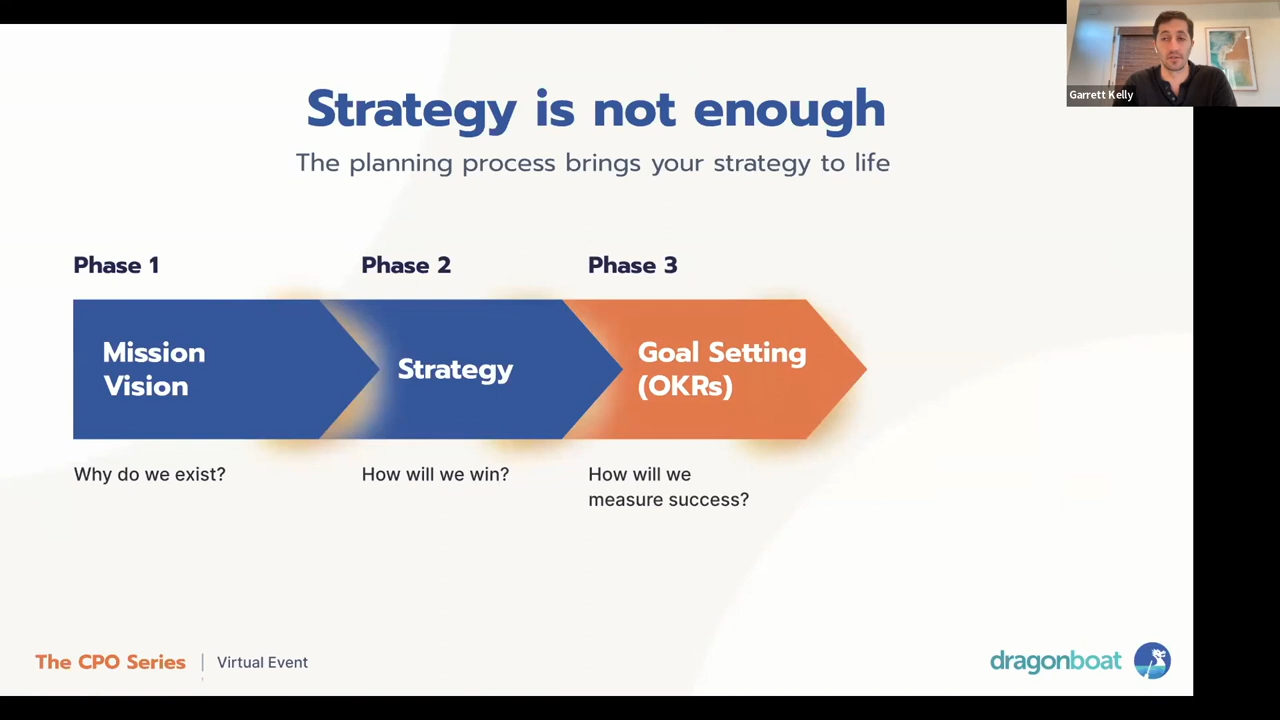 Garrett Kelly
Strategy is not enough
The planning process brings your strategy to life
Phase 1
Phase 2
Phase 3
Mission
Vision
Strategy
Goal Setting
(OKRs)
Why do we exist?
How will we win?
How will we
measure success?
The CPO Series | Virtual Event
dragonboat